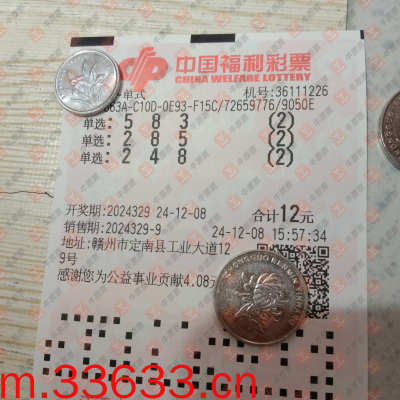 中国福利彩票
CHINA WELFARE LOTTERY
-单式 机号:36111226
663A-C10D-0E93-F15C/72659776/9050E
单选: 5 8 3 (2)
单选: 2 8 5 (2)
单选: 2 4 8 (2)
开奖期:2024329 24-12-08 合计12元
销售期:2024329-9 24-12-08 15:57:34
地址:赣州市定南县工业大道12
9号
感谢您为公益事业贡献4.08元
m.33633.cn